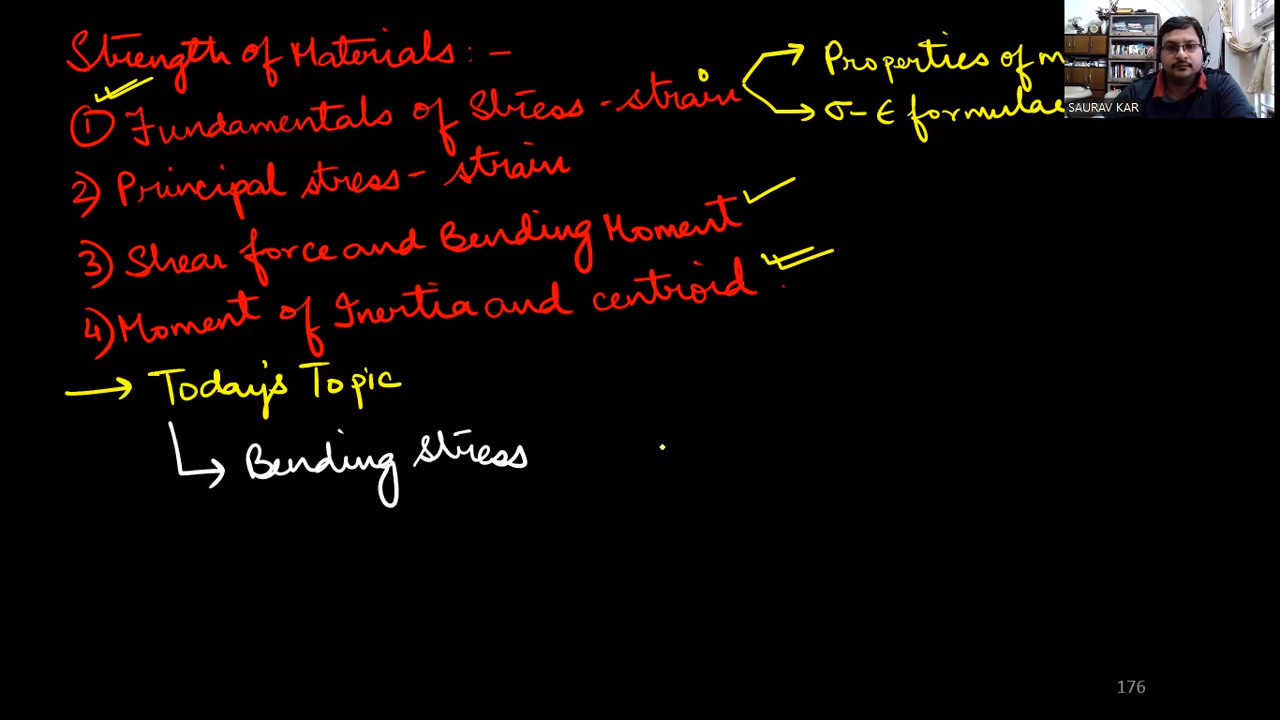 Strength of Materials :-
① Fundamentals of Stress - strain
→ Properties of m
→ σ - ε formulae
2) Principal stress - strain
3) Shear force and Bending Moment ✓
4) Moment of Inertia and centroid ✓
→ Today's Topic
↳ Bending stress
SAURAV KAR
176